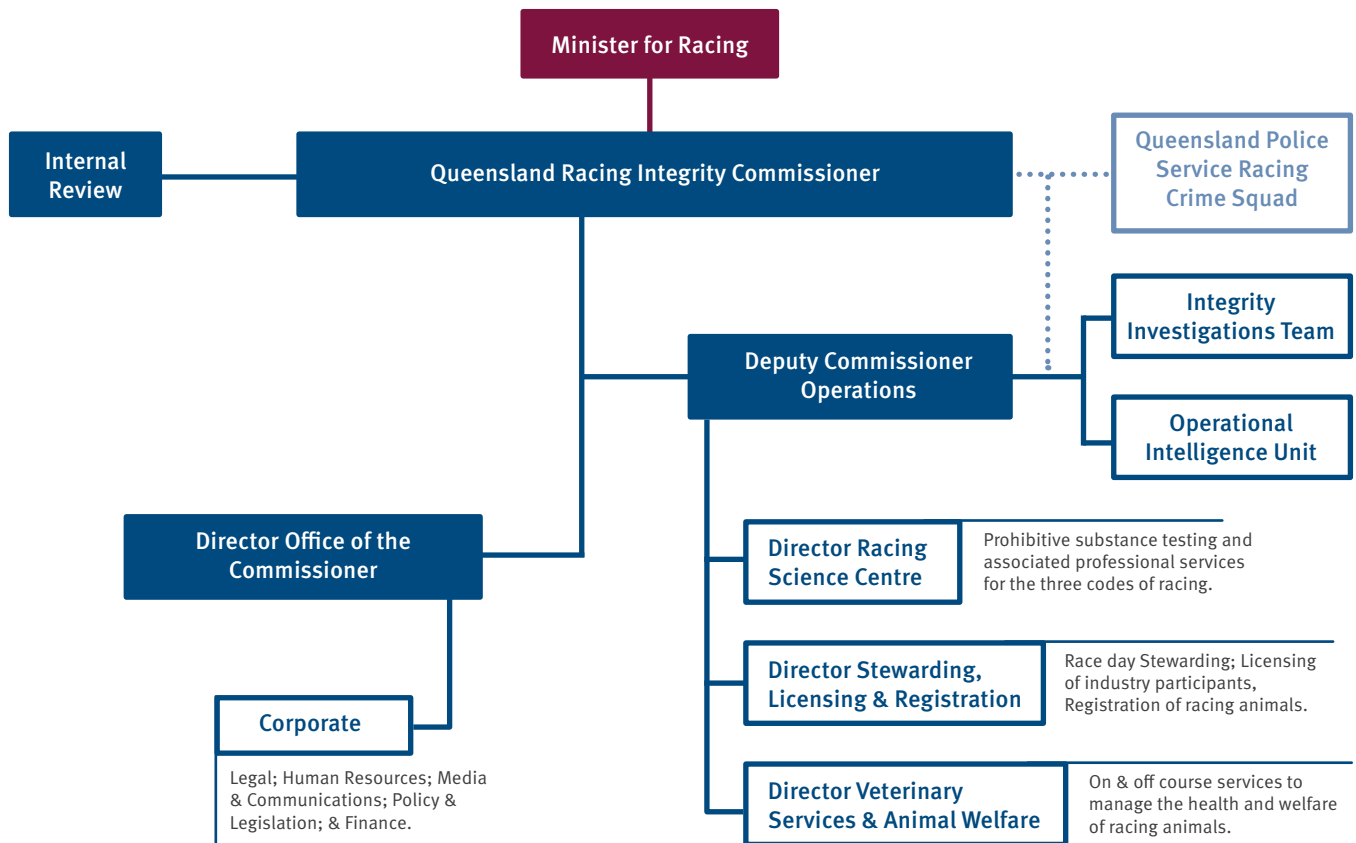 Minister for Racing
Internal
Review
Queensland Racing Integrity Commissioner
Queensland Police
Service Racing
Crime Squad
Integrity
Investigations Team
Deputy Commissioner
Operations
Operational
Intelligence Unit
Director Office of the
Commissioner
Director Racing
Science Centre
Prohibitive substance testing and
associated professional services
for the three codes of racing.
Director Stewarding,
Licensing & Registration
Race day Stewarding; Licensing
of industry participants,
Registration of racing animals.
Corporate
Legal; Human Resources; Media
& Communications; Policy &
Legislation; & Finance.
Director Veterinary
Services & Animal Welfare
On & off course services to
manage the health and welfare
of racing animals.